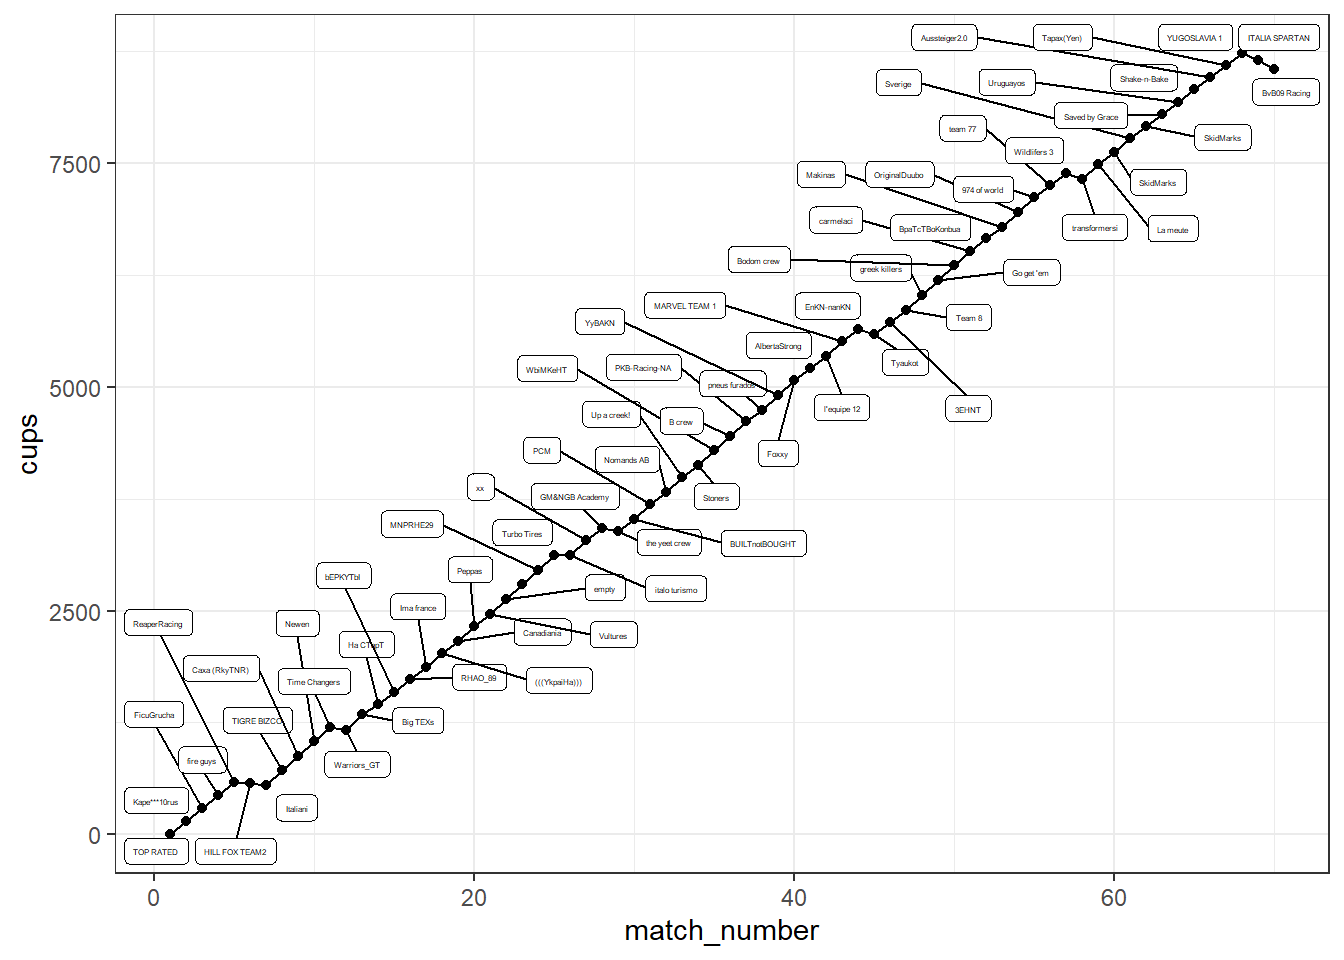 Aussteiger2.0
Tapax(Yen)
YUGOSLAVIA 1
ITALIA SPARTAN
Sverige
Uruguayos
Shake-n-Bake
BvB09 Racing
team 77
Saved by Grace
SkidMarks
Wildlifers 3
7500
Makinas
OriginalDuubo
974 of world
SkidMarks
carmelaci
BpaTcTBoKonbua
transformersi
La meute
Bodom crew
greek killers
Go get 'em
MARVEL TEAM 1
EnKN-nanKN
Team 8
YyBAKN
AlbertaStrong
Tyaukot
WbiMKeHT
PKB-Racing-NA
pneus furados
5000
l'equipe 12
3EHNT
Up a creek!
B crew
cups
PCM
Nomands AB
Foxxy
xx
GM&NGB Academy
Stoners
MNPRHE29
Turbo Tires
the yeet crew
BUILTnotBOUGHT
bEPKYTbI
Peppas
empty
italo turismo
2500
ReaperRacing
Newen
Ima france
Ha CTapT
Canadiania
Vultures
Caxa (RkyTNR)
Time Changers
RHAO_89
(((YkpaiHa)))
FicuGrucha
TIGRE BIZCO
Big TEXs
fire guys
Warriors_GT
Kape***10rus
Italiani
0
TOP RATED
HILL FOX TEAM2
0
20
40
60
match_number